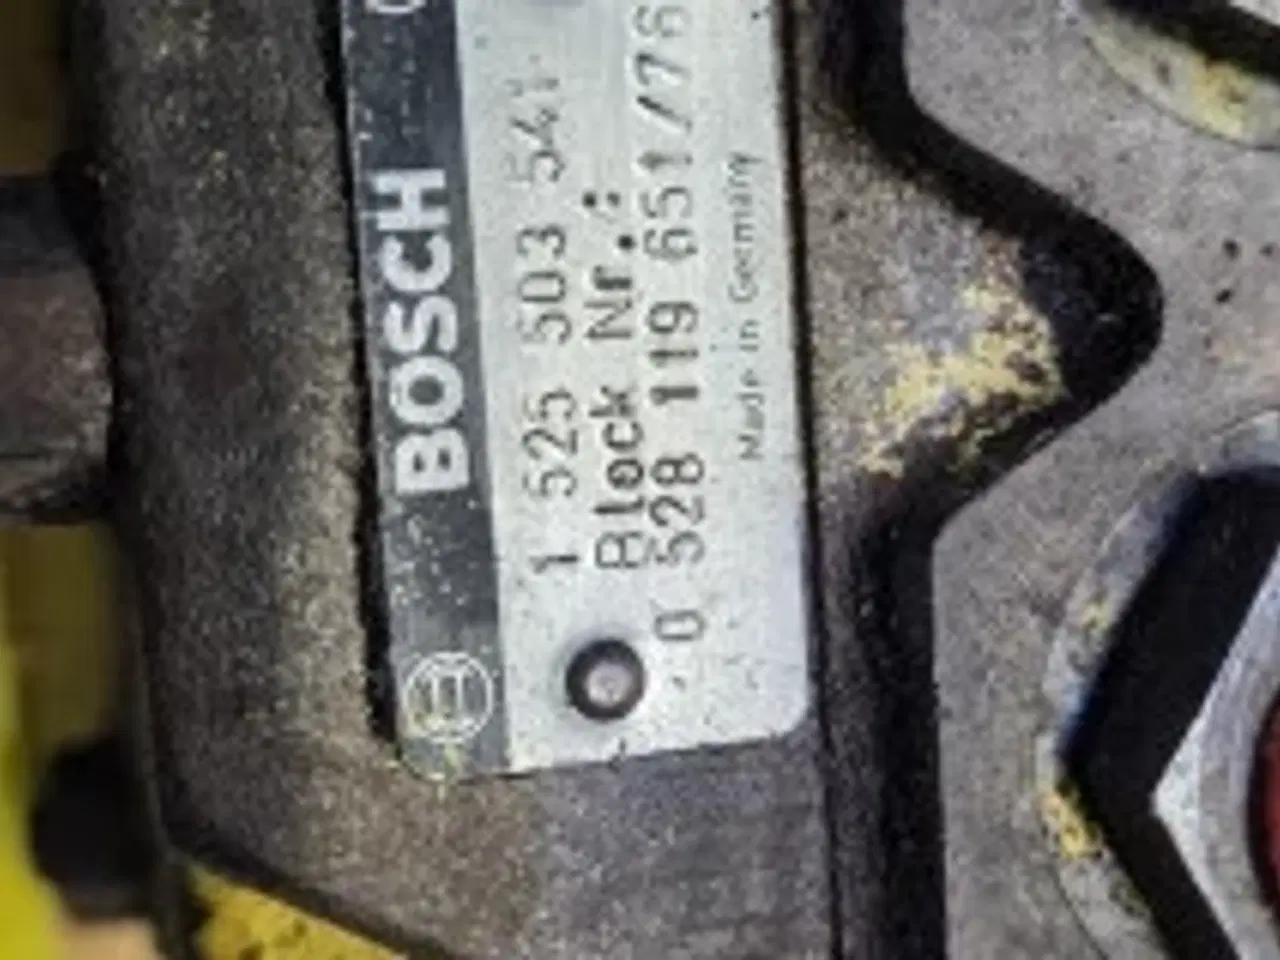 BOSCH
1 525 503 541
Block Nr.:
0 528 119 651/76
Made in Germany